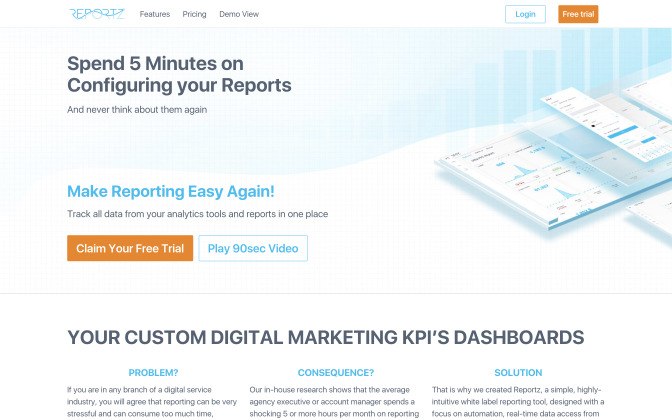 REPORTZ Features Pricing Demo View Login Free trial
Spend 5 Minutes on
Configuring your Reports
And never think about them again
Make Reporting Easy Again!
Track all data from your analytics tools and reports in one place
Claim Your Free Trial Play 90sec Video
YOUR CUSTOM DIGITAL MARKETING KPI'S DASHBOARDS
PROBLEM?
If you are in any branch of a digital service
industry, you will agree that reporting can be very
stressful and can consume too much time,
CONSEQUENCE?
Our in-house research shows that the average
agency executive or account manager spends a
shocking 5 or more hours per month on reporting
SOLUTION
That is why we created Reportz, a simple, highly-
intuitive white label reporting tool, designed with a
focus on automation, real-time data access from